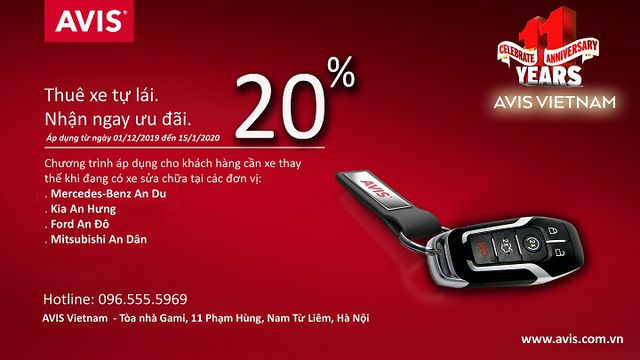 AVIS
CELEBRATE 11 ANNIVERSARY
YEARS
AVIS VIETNAM
Thuê xe tự lái.
Nhận ngay ưu đãi.
20%
Áp dụng từ ngày 01/12/2019 đến 15/1/2020
Chương trình áp dụng cho khách hàng cần xe thay
thế khi đang có xe sửa chữa tại các đơn vị:
. Mercedes-Benz An Du
. Kia An Hưng
. Ford An Đô
. Mitsubishi An Dân
AVIS
Hotline: 096.555.5969
AVIS Vietnam - Tòa nhà Gami, 11 Phạm Hùng, Nam Từ Liêm, Hà Nội
www.avis.com.vn